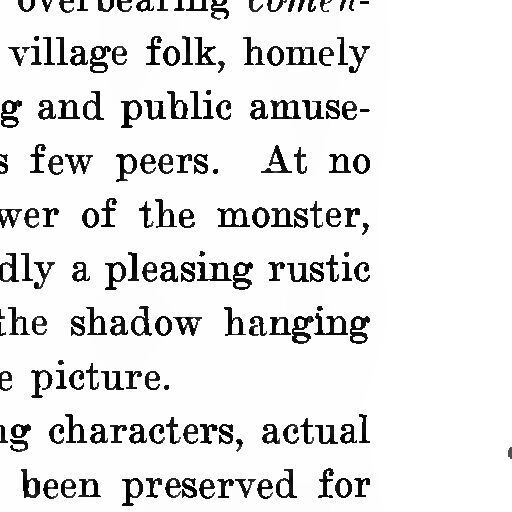 overbearing comen-
village folk, homely
g and public amuse-
s few peers. At no
wer of the monster,
dly a pleasing rustic
the shadow hanging
e picture.
ng characters, actual
been preserved for